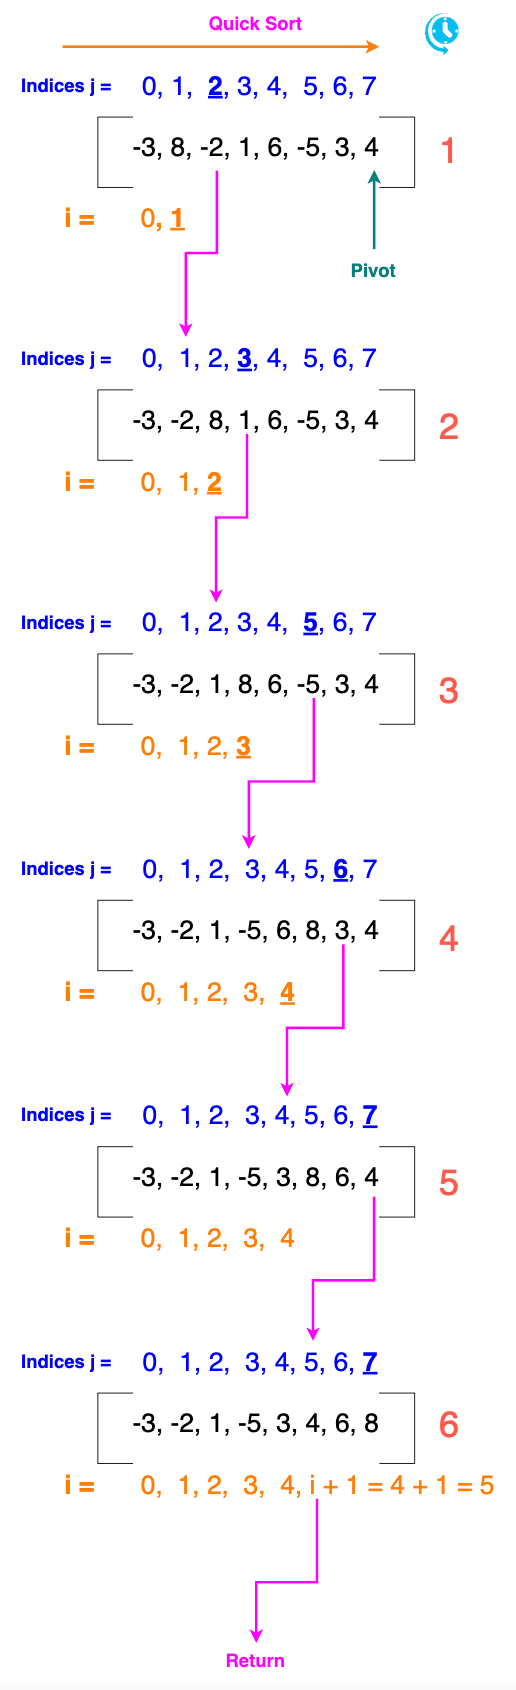 Quick Sort
Indices j = 0, 1, 2, 3, 4, 5, 6, 7
-3, 8, -2, 1, 6, -5, 3, 4 1
i = 0, 1
Pivot
Indices j = 0, 1, 2, 3, 4, 5, 6, 7
-3, -2, 8, 1, 6, -5, 3, 4 2
i = 0, 1, 2
Indices j = 0, 1, 2, 3, 4, 5, 6, 7
-3, -2, 1, 8, 6, -5, 3, 4 3
i = 0, 1, 2, 3
Indices j = 0, 1, 2, 3, 4, 5, 6, 7
-3, -2, 1, -5, 6, 8, 3, 4 4
i = 0, 1, 2, 3, 4
Indices j = 0, 1, 2, 3, 4, 5, 6, 7
-3, -2, 1, -5, 3, 8, 6, 4 5
i = 0, 1, 2, 3, 4
Indices j = 0, 1, 2, 3, 4, 5, 6, 7
-3, -2, 1, -5, 3, 4, 6, 8 6
i = 0, 1, 2, 3, 4, i + 1 = 4 + 1 = 5
Return